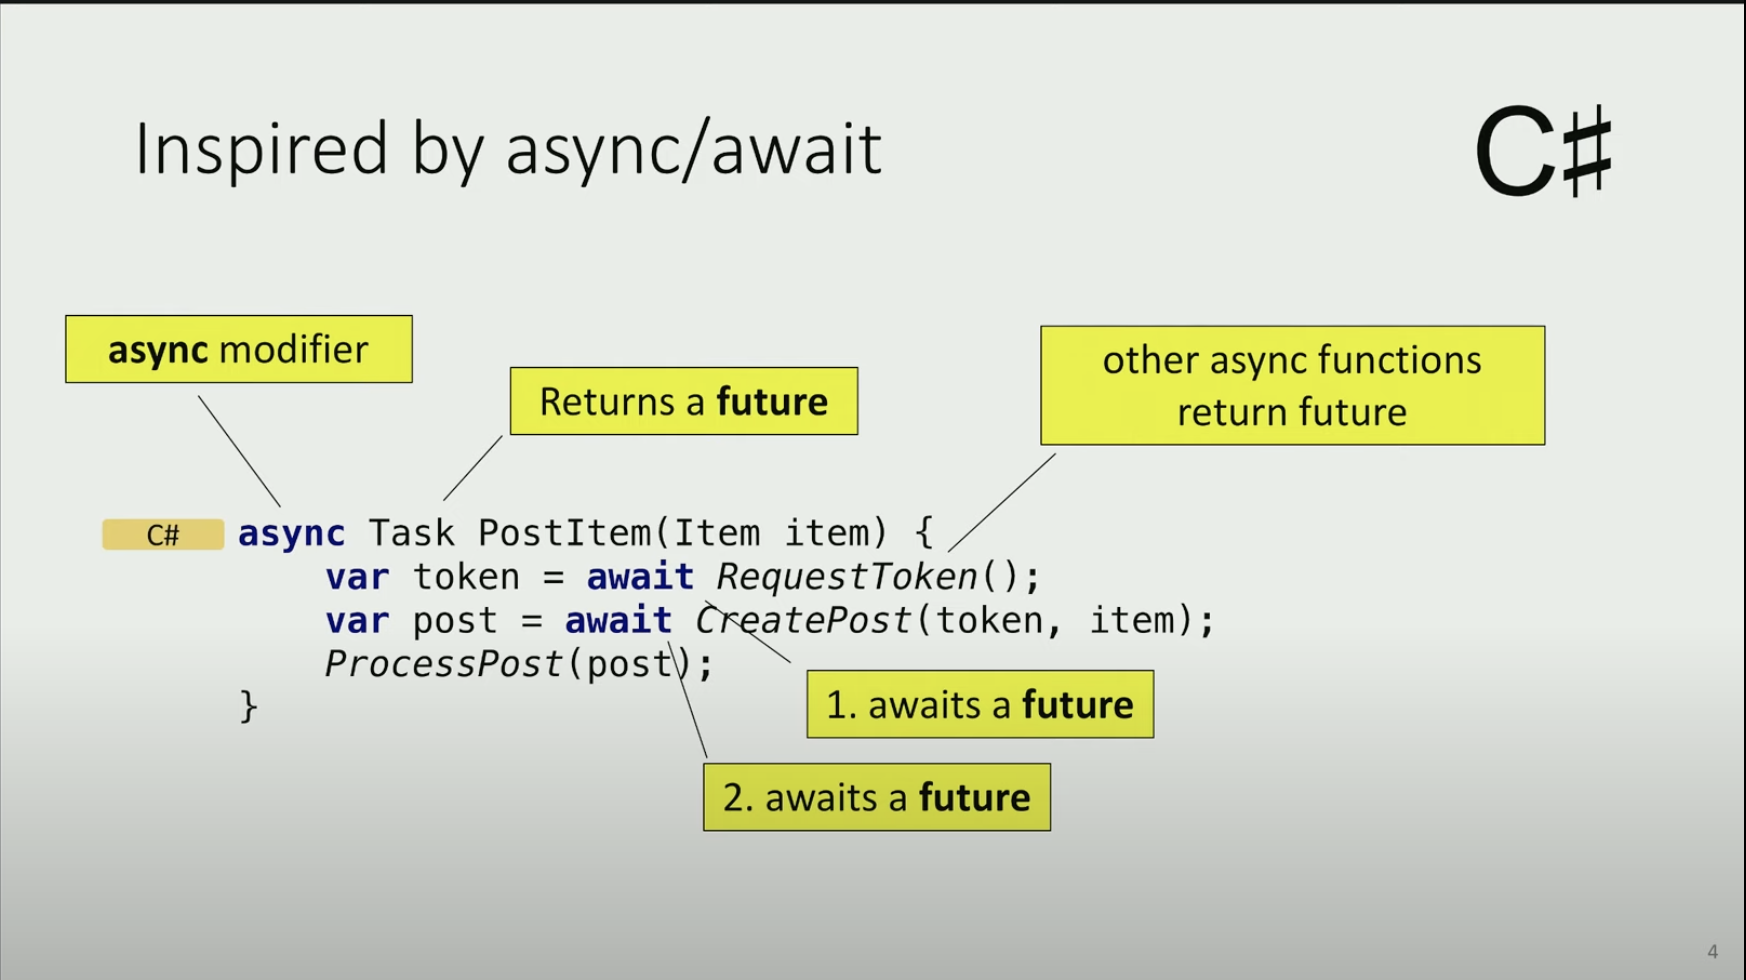 Inspired by async/await
C♯
async modifier
Returns a future
other async functions
return future
C#
async Task PostItem(Item item) {
var token = await RequestToken();
var post = await CreatePost(token, item);
ProcessPost(post);
}
1. awaits a future
2. awaits a future
4